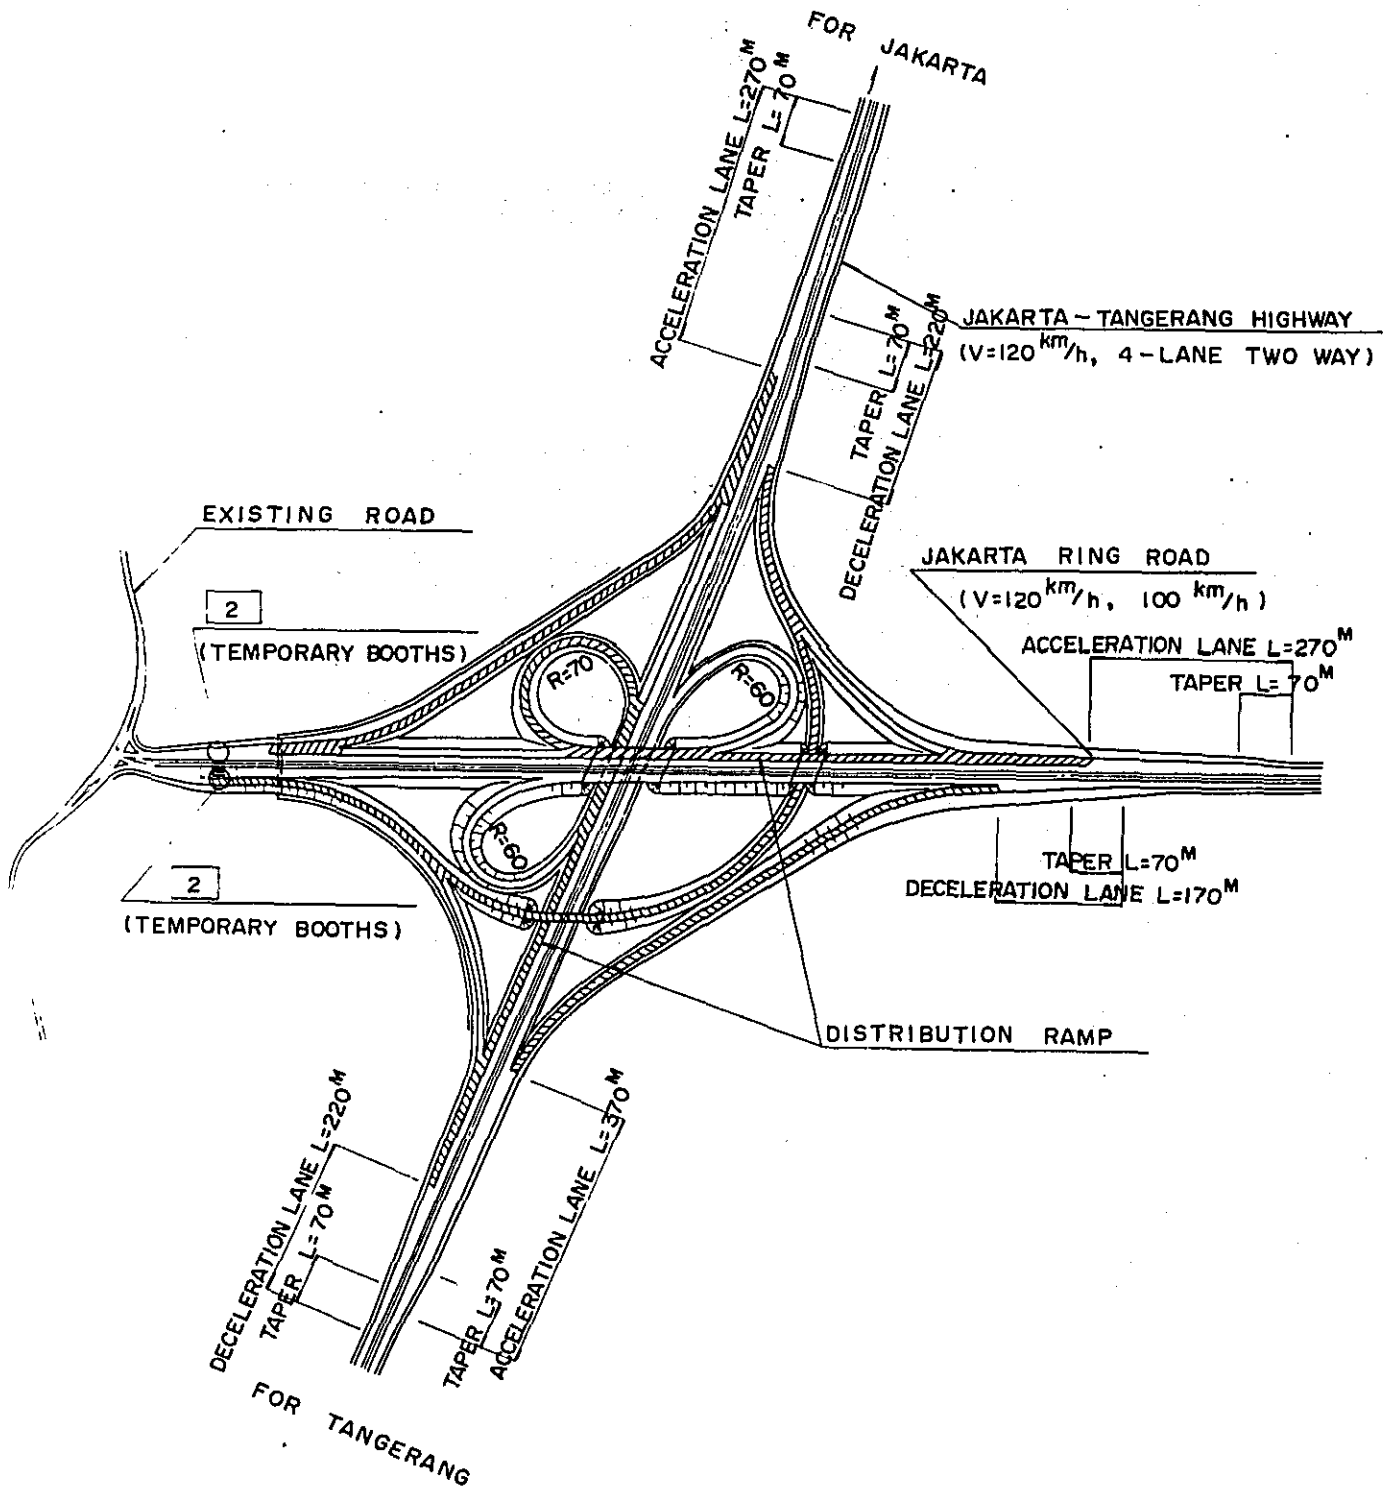 FOR JAKARTA
ACCELERATION LANE L=270M
TAPER L=70M
JAKARTA-TANGERANG HIGHWAY
(V=120km/h, 4-LANE TWO WAY)
TAPER L=70M
DECELERATION LANE L=220M
EXISTING ROAD
2
(TEMPORARY BOOTHS)
JAKARTA RING ROAD
(V=120km/h, 100 km/h)
ACCELERATION LANE L=270M
TAPER L=70M
R=70
R=60
R=60
TAPER L=70M
DECELERATION LANE L=170M
2
(TEMPORARY BOOTHS)
DISTRIBUTION RAMP
DECELERATION LANE L=220M
TAPER L=70M
TAPER L=70M
ACCELERATION LANE L=370M
FOR TANGERANG